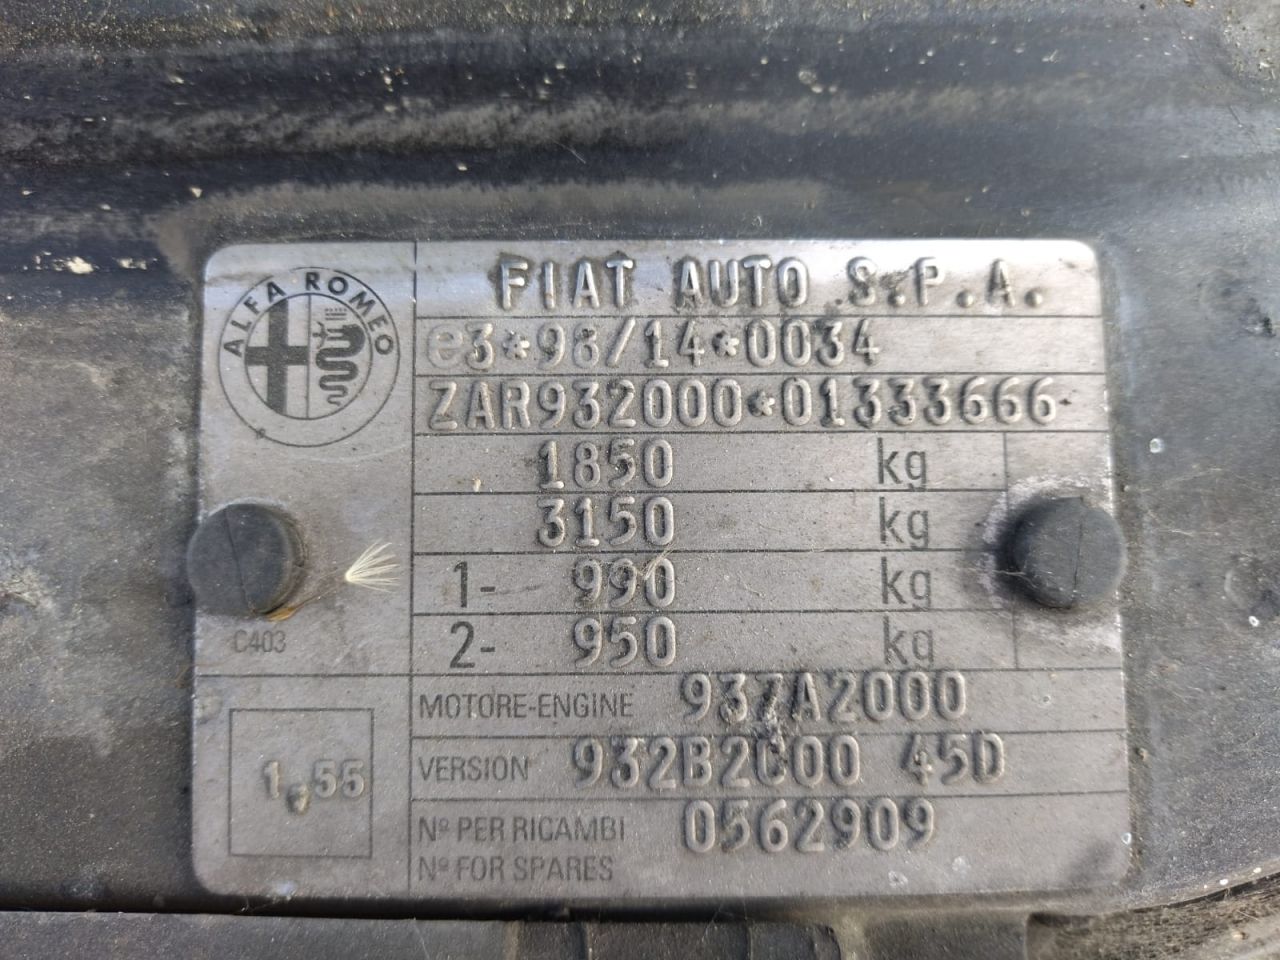 ALFA·ROMEO
FIAT AUTO S.P.A.
e3*98/14*0034
ZAR932000*01333666
1850 kg
3150 kg
1- 990 kg
2- 950 kg
C403
MOTORE-ENGINE 937A2000
VERSION 932B2C00 45D
1,55
Nº PER RICAMBI 0562909
Nº FOR SPARES